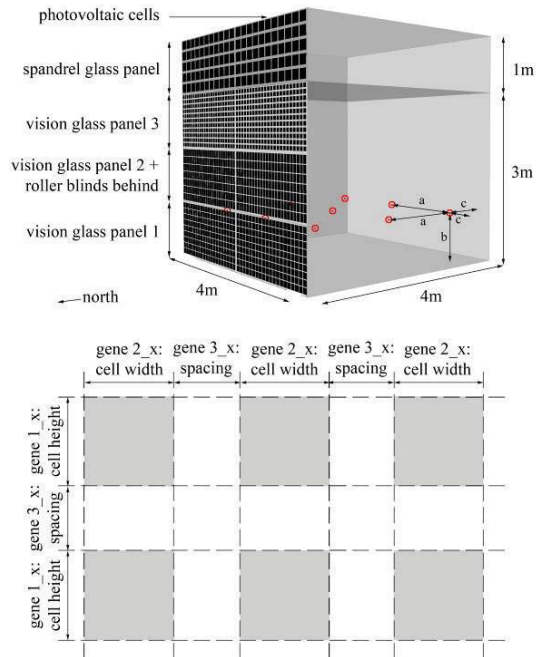 photovoltaic cells
spandrel glass panel
vision glass panel 3
vision glass panel 2 +
roller blinds behind
vision glass panel 1
1m
3m
a
a
c
c
b
4m
4m
north
gene 2_x:
cell width
gene 3_x:
spacing
gene 2_x:
cell width
gene 3_x:
spacing
gene 2_x:
cell width
gene 1_x:
cell height
gene 3_x:
spacing
gene 1_x:
cell height